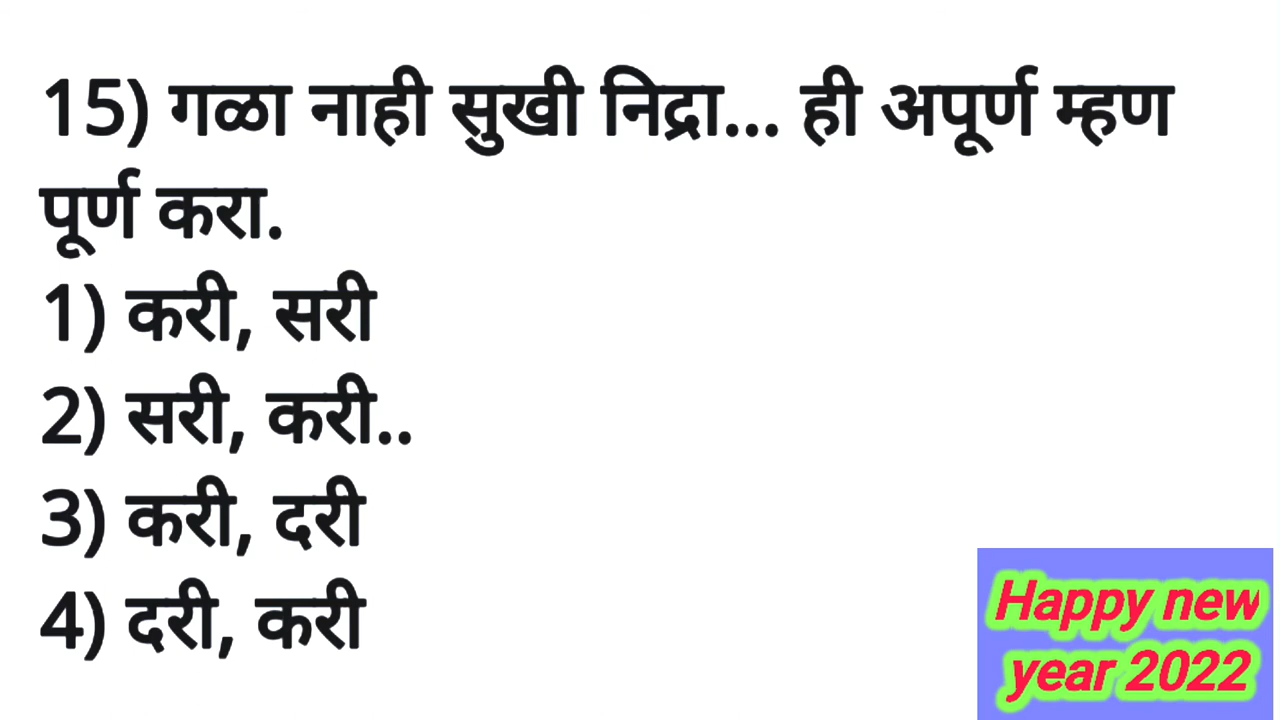 15) गळा नाही सुखी निद्रा... ही अपूर्ण म्हण
पूर्ण करा.
1) करी, सरी
2) सरी, करी..
3) करी, दरी
4) दरी, करी
Happy new
year 2022